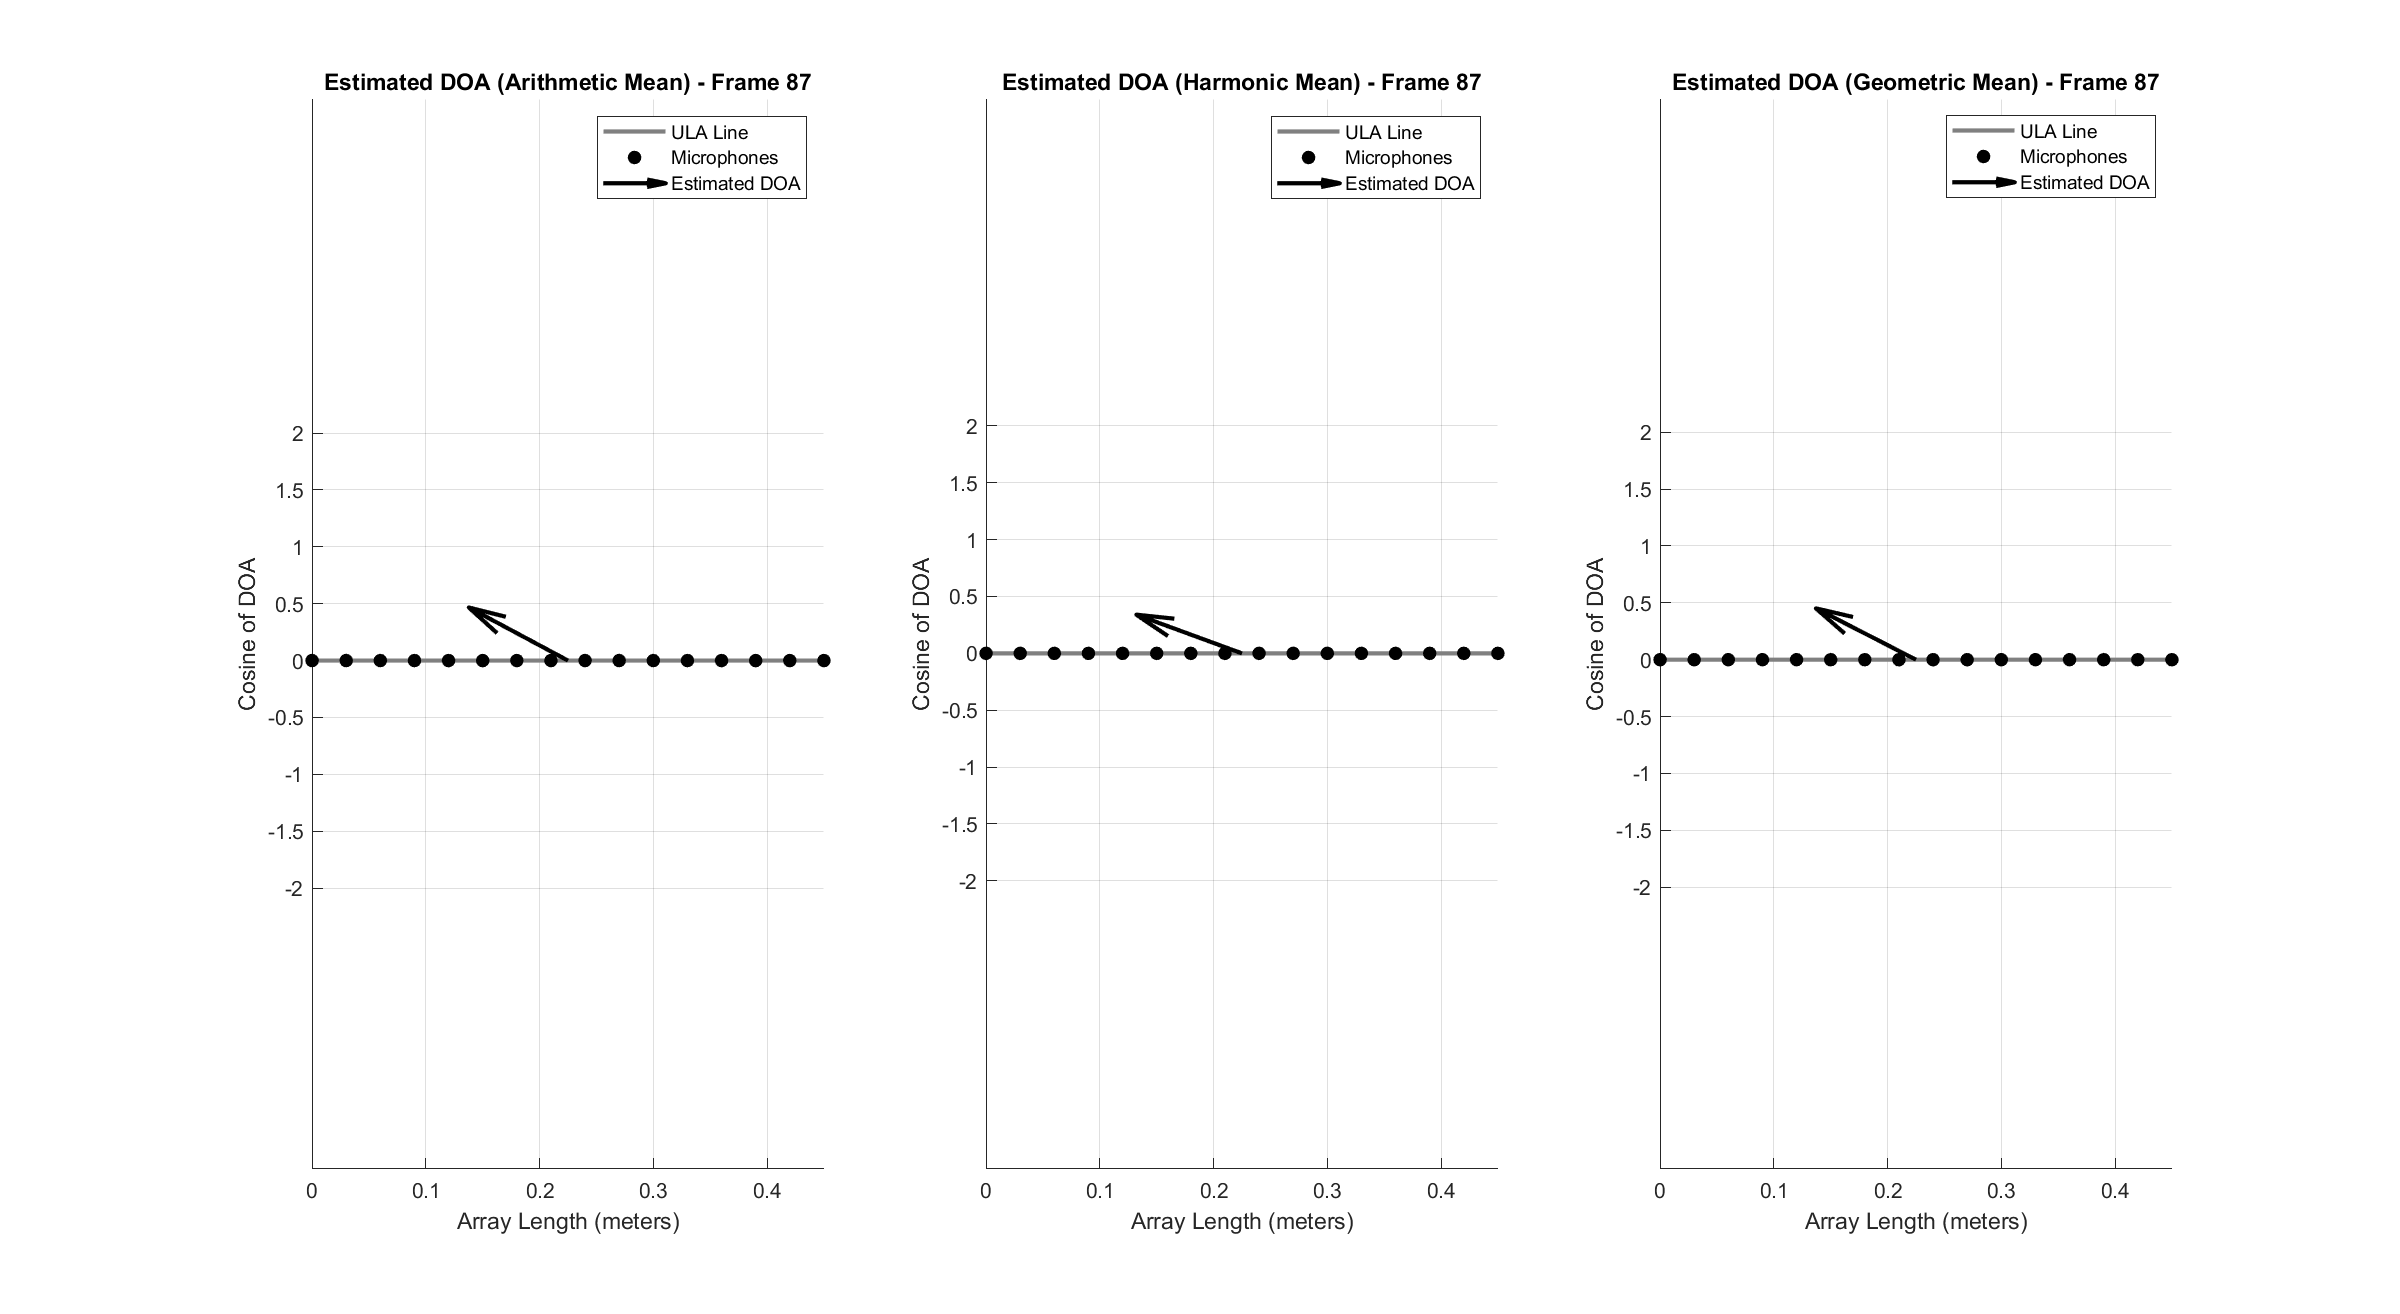 Estimated DOA (Arithmetic Mean) - Frame 87
ULA Line
Microphones
Estimated DOA
Cosine of DOA
2
1.5
1
0.5
0
-0.5
-1
-1.5
-2
0 0.1 0.2 0.3 0.4
Array Length (meters)
Estimated DOA (Harmonic Mean) - Frame 87
ULA Line
Microphones
Estimated DOA
Cosine of DOA
2
1.5
1
0.5
0
-0.5
-1
-1.5
-2
0 0.1 0.2 0.3 0.4
Array Length (meters)
Estimated DOA (Geometric Mean) - Frame 87
ULA Line
Microphones
Estimated DOA
Cosine of DOA
2
1.5
1
0.5
0
-0.5
-1
-1.5
-2
0 0.1 0.2 0.3 0.4
Array Length (meters)